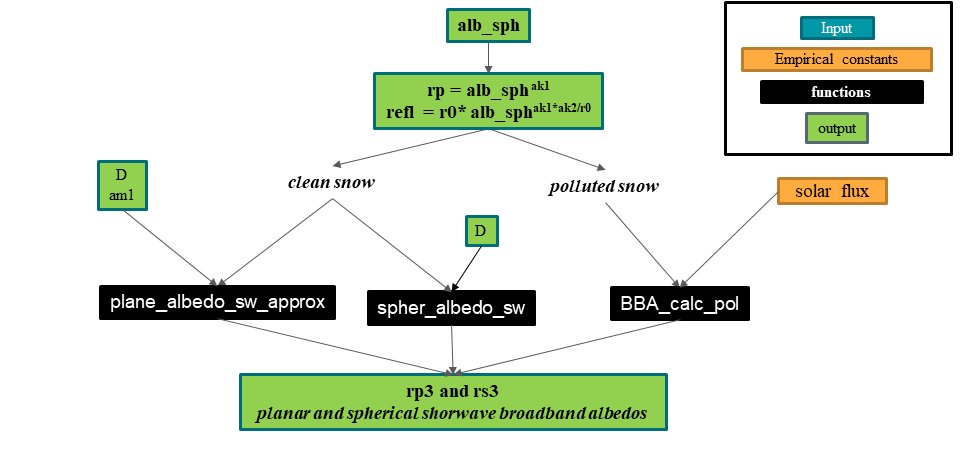 alb_sph
Input
Empirical constants
functions
output
rp = alb_sph^ak1
refl = r0* alb_sph^ak1*ak2/r0
D
am1
clean snow
polluted snow
solar flux
D
plane_albedo_sw_approx
spher_albedo_sw
BBA_calc_pol
rp3 and rs3
planar and spherical shorwave broadband albedos